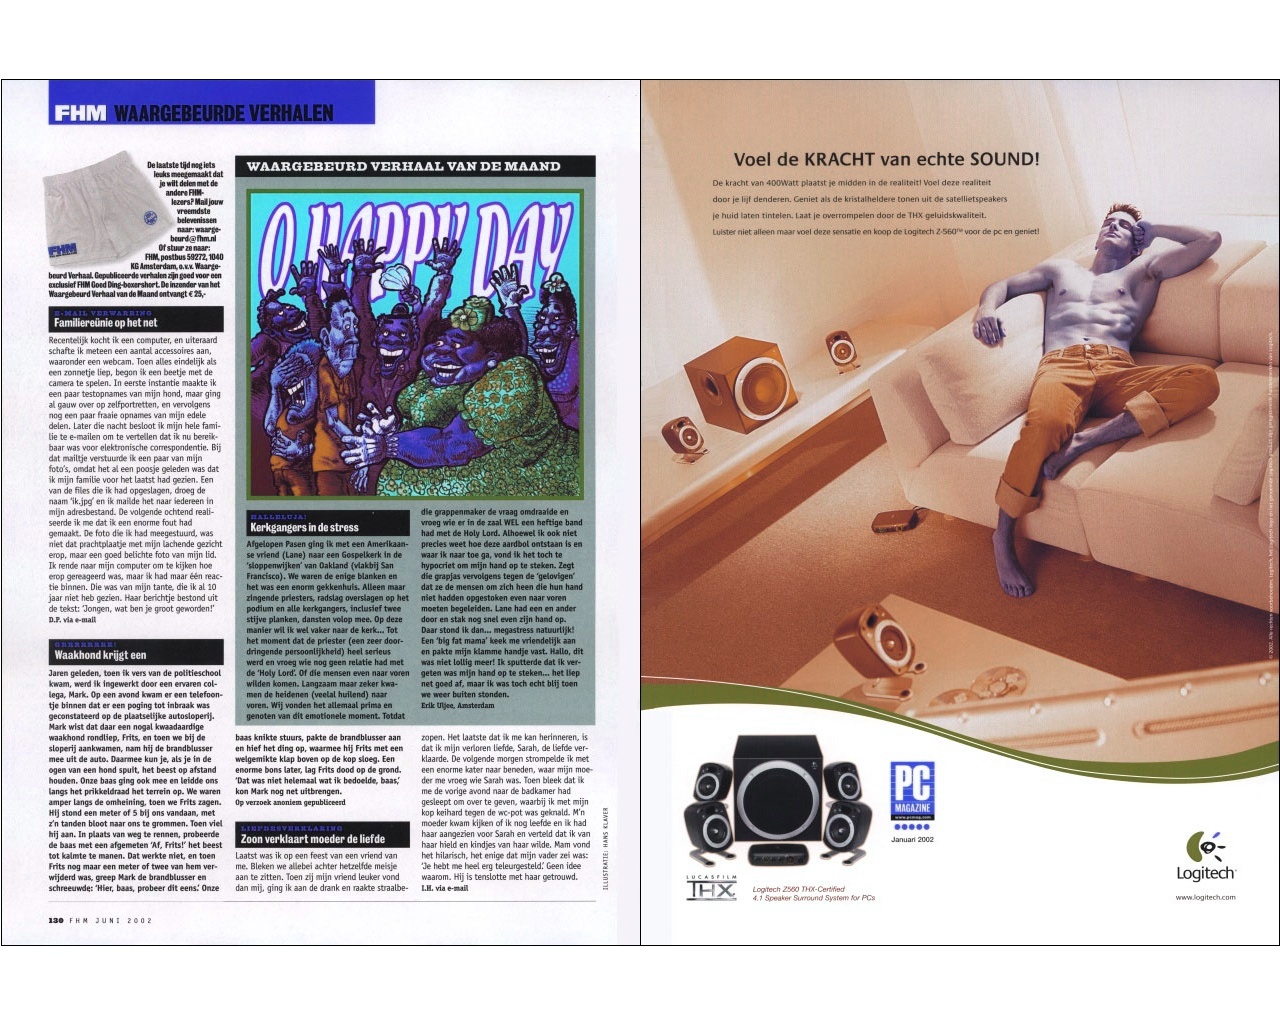 FHM WAARGEBEURDE VERHALEN
De laatste tijd nog iets
leuks meegemaakt dat
je wilt delen met de
andere FHM-
lezers? Mail jouw
vreemdste
belevenissen
naar: waarge-
beurd@fhm.nl
Of stuur ze naar:
FHM, postbus 59272, 1040
KG Amsterdam, o.v.v. Waarge-
beurd Verhaal. Gepubliceerde verhalen zijn goed voor een
exclusief FHM Goed Ding-boxershort. De inzender van het
Waargebeurd Verhaal van de Maand ontvangt € 25,-
FHM
E-MAIL VERWARRING
Familiereünie op het net
Recentelijk kocht ik een computer, en uiteraard
schafte ik meteen een aantal accessoires aan,
waaronder een webcam. Toen alles eindelijk als
een zonnetje liep, begon ik een beetje met de
camera te spelen. In eerste instantie maakte ik
een paar testopnames van mijn hond, maar ging
al gauw over op zelfportretten, en vervolgens
nog een paar fraaie opnames van mijn edele
delen. Later die nacht besloot ik mijn hele fami-
lie te e-mailen om te vertellen dat ik nu bereik-
baar was voor elektronische correspondentie. Bij
dat mailtje verstuurde ik een paar van mijn
foto's, omdat het al een poosje geleden was dat
ik mijn familie voor het laatst had gezien. Een
van de files die ik had opgeslagen, droeg de
naam 'ik.jpg' en ik mailde het naar iedereen in
mijn adresbestand. De volgende ochtend reali-
seerde ik me dat ik een enorme fout had
gemaakt. De foto die ik had meegestuurd, was
niet dat prachtplaatje met mijn lachende gezicht
erop, maar een goed belichte foto van mijn lid.
Ik rende naar mijn computer om te kijken hoe
erop gereageerd was, maar ik had maar één reac-
tie binnen. Die was van mijn tante, die ik al 10
jaar niet heb gezien. Haar berichtje bestond uit
de tekst: 'Jongen, wat ben je groot geworden!'
D.P. via e-mail
GRRRRRRR!
Waakhond krijgt een
Jaren geleden, toen ik vers van de politieschool
kwam, werd ik ingewerkt door een ervaren col-
lega, Mark. Op een avond kwam er een telefoon-
tje binnen dat er een poging tot inbraak was
geconstateerd op de plaatselijke autosloperij.
Mark wist dat daar een nogal kwaadaardige
waakhond rondliep, Frits, en toen we bij de
sloperij aankwamen, nam hij de brandblusser
mee uit de auto. Daarmee kun je, als je in de
ogen van een hond spuit, het beest op afstand
houden. Onze baas ging ook mee en leidde ons
langs het prikkeldraad het terrein op. We waren
amper langs de omheining, toen we Frits zagen.
Hij stond een meter of 5 bij ons vandaan, met
z'n tanden bloot naar ons te grommen. Toen viel
hij aan. In plaats van weg te rennen, probeerde
de baas met een afgemeten 'Af, Frits!' het beest
tot kalmte te manen. Dat werkte niet, en toen
Frits nog maar een meter of twee van hem ver-
wijderd was, greep Mark de brandblusser en
schreeuwde: 'Hier, baas, probeer dit eens.' Onze
WAARGEBEURD VERHAAL VAN DE MAAND
O HAPPY DAY
HALLELUJA!
Kerkgangers in de stress
Afgelopen Pasen ging ik met een Amerikaan-
se vriend (Lane) naar een Gospelkerk in de
'sloppenwijken' van Oakland (vlakbij San
Francisco). We waren de enige blanken en
het was een enorm gekkenhuis. Alleen maar
zingende priesters, radslag overslagen op het
podium en alle kerkgangers, inclusief twee
stijve planken, dansten volop mee. Op deze
manier wil ik wel vaker naar de kerk... Tot
het moment dat de priester (een zeer door-
dringende persoonlijkheid) heel serieus
werd en vroeg wie nog geen relatie had met
de 'Holy Lord'. Of die mensen even naar voren
wilden komen. Langzaam maar zeker kwa-
men de heidenen (veelal huilend) naar
voren. Wij vonden het allemaal prima en
genoten van dit emotionele moment. Totdat
die grappenmaker de vraag omdraaide en
vroeg wie er in de zaal WEL een heftige band
had met de Holy Lord. Alhoewel ik ook niet
precies weet hoe deze aardbol ontstaan is en
waar ik naar toe ga, vond ik het toch te
hypocriet om mijn hand op te steken. Zegt
die grapjas vervolgens tegen de 'gelovigen'
dat ze de mensen om zich heen die hun hand
niet hadden opgestoken even naar voren
moeten begeleiden. Lane had een en ander
door en stak nog snel even zijn hand op.
Daar stond ik dan... megastress natuurlijk!
Een 'big fat mama' keek me vriendelijk aan
en pakte mijn klamme handje vast. Hallo, dit
was niet lollig meer! Ik sputterde dat ik ver-
geten was mijn hand op te steken... het liep
net goed af, maar ik was toch echt blij toen
we weer buiten stonden.
Erik Uljee, Amsterdam
baas knikte stuurs, pakte de brandblusser aan
en hief het ding op, waarmee hij Frits met een
welgemikte klap boven op de kop sloeg. Een
enorme bons later, lag Frits dood op de grond.
'Dat was niet helemaal wat ik bedoelde, baas,'
kon Mark nog net uitbrengen.
Op verzoek anoniem gepubliceerd
LIEFDESVERKLARING
Zoon verklaart moeder de liefde
Laatst was ik op een feest van een vriend van
me. Bleken we allebei achter hetzelfde meisje
aan te zitten. Toen zij mijn vriend leuker vond
dan mij, ging ik aan de drank en raakte straalbe-
zopen. Het laatste dat ik me kan herinneren, is
dat ik mijn verloren liefde, Sarah, de liefde ver-
klaarde. De volgende morgen strompelde ik met
een enorme kater naar beneden, waar mijn moe-
der me vroeg wie Sarah was. Toen bleek dat ik
me de vorige avond naar de badkamer had
gesleept om over te geven, waarbij ik met mijn
kop keihard tegen de wc-pot was geknald. M'n
moeder kwam kijken of ik nog leefde en ik had
haar aangezien voor Sarah en verteld dat ik van
haar hield en kindjes van haar wilde. Mam vond
het hilarisch, het enige dat mijn vader zei was:
'Je hebt me heel erg teleurgesteld.' Geen idee
waarom. Hij is tenslotte met haar getrouwd.
I.H. via e-mail
ILLUSTRATIE: HANS KLAVER
130 FHM JUNI 2002
Voel de KRACHT van echte SOUND!
De kracht van 400Watt plaatst je midden in de realiteit! Voel deze realiteit
door je lijf denderen. Geniet als de kristalheldere tonen uit de satellietspeakers
je huid laten tintelen. Laat je overrompelen door de THX geluidskwaliteit.
Luister niet alleen maar voel deze sensatie en koop de Logitech Z-560™ voor de pc en geniet!
PC
MAGAZINE
www.pcmag.com
Januari 2002
LUCASFILM
THX
Logitech Z560 THX-Certified
4.1 Speaker Surround System for PCs
Logitech
www.logitech.com